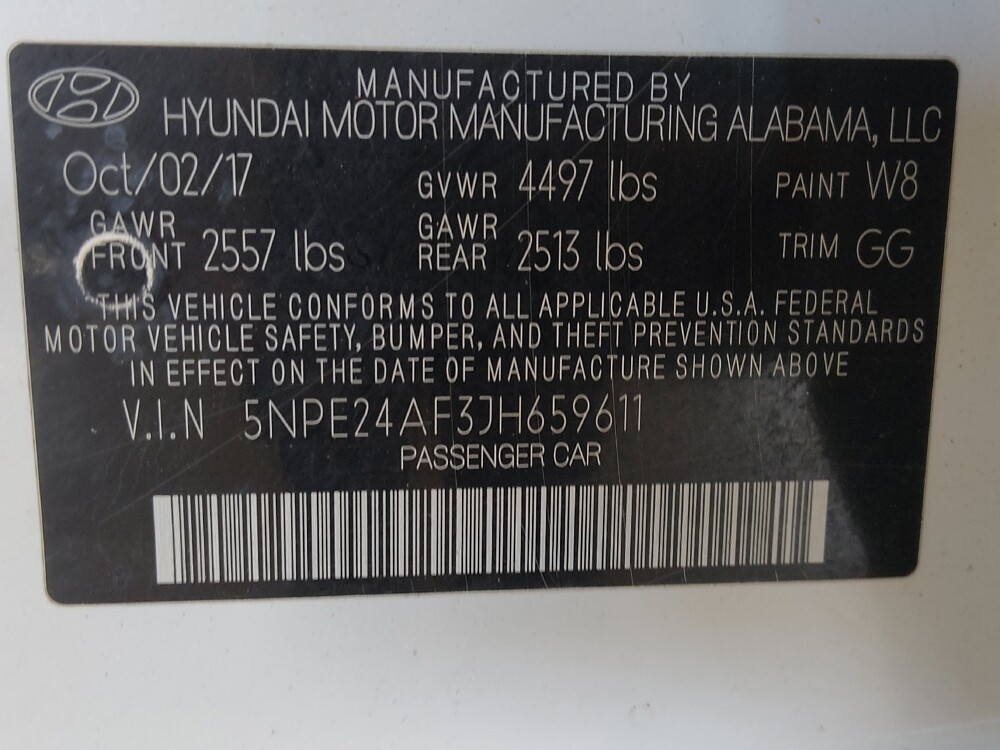 MANUFACTURED BY
HYUNDAI MOTOR MANUFACTURING ALABAMA, LLC
Oct/02/17 GVWR 4497 lbs PAINT W8
GAWR FRONT 2557 lbs GAWR REAR 2513 lbs TRIM GG
THIS VEHICLE CONFORMS TO ALL APPLICABLE U.S.A. FEDERAL
MOTOR VEHICLE SAFETY, BUMPER, AND THEFT PREVENTION STANDARDS
IN EFFECT ON THE DATE OF MANUFACTURE SHOWN ABOVE
V.I.N 5NPE24AF3JH659611
PASSENGER CAR